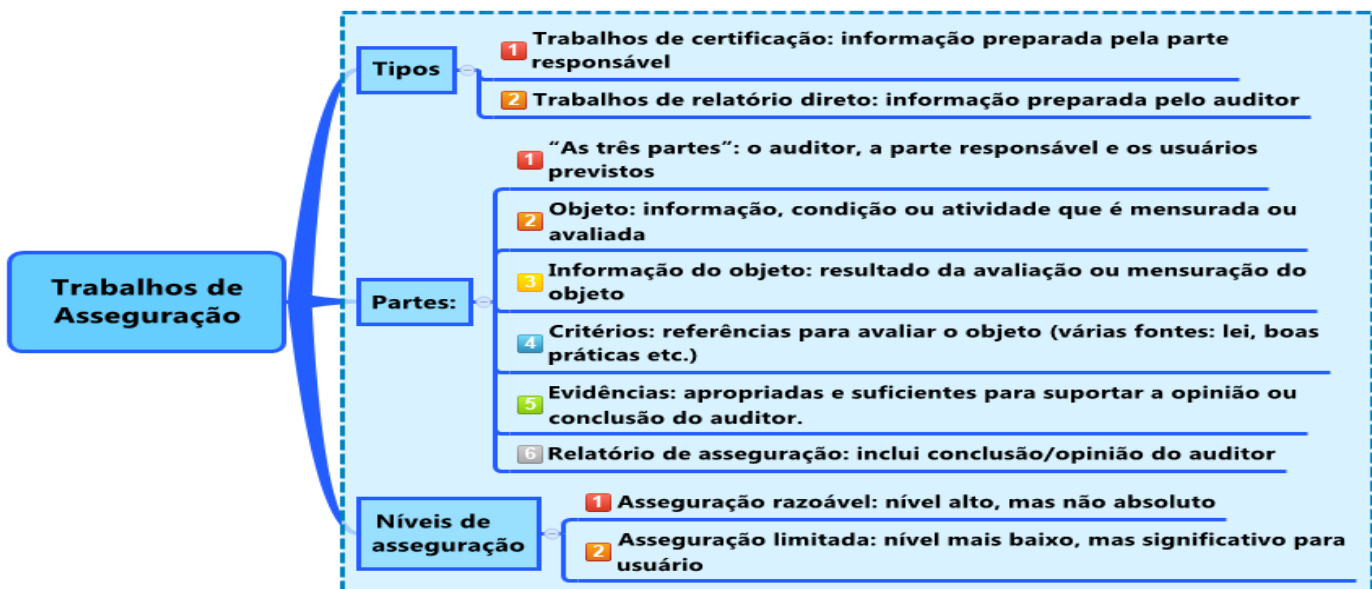 Trabalhos de
Asseguração
Tipos
1 Trabalhos de certificação: informação preparada pela parte
responsável
2 Trabalhos de relatório direto: informação preparada pelo auditor
Partes:
1 “As três partes”: o auditor, a parte responsável e os usuários
previstos
2 Objeto: informação, condição ou atividade que é mensurada ou
avaliada
3 Informação do objeto: resultado da avaliação ou mensuração do
objeto
4 Critérios: referências para avaliar o objeto (várias fontes: lei, boas
práticas etc.)
5 Evidências: apropriadas e suficientes para suportar a opinião ou
conclusão do auditor.
6 Relatório de asseguração: inclui conclusão/opinião do auditor
Níveis de
asseguração
1 Asseguração razoável: nível alto, mas não absoluto
2 Asseguração limitada: nível mais baixo, mas significativo para
usuário